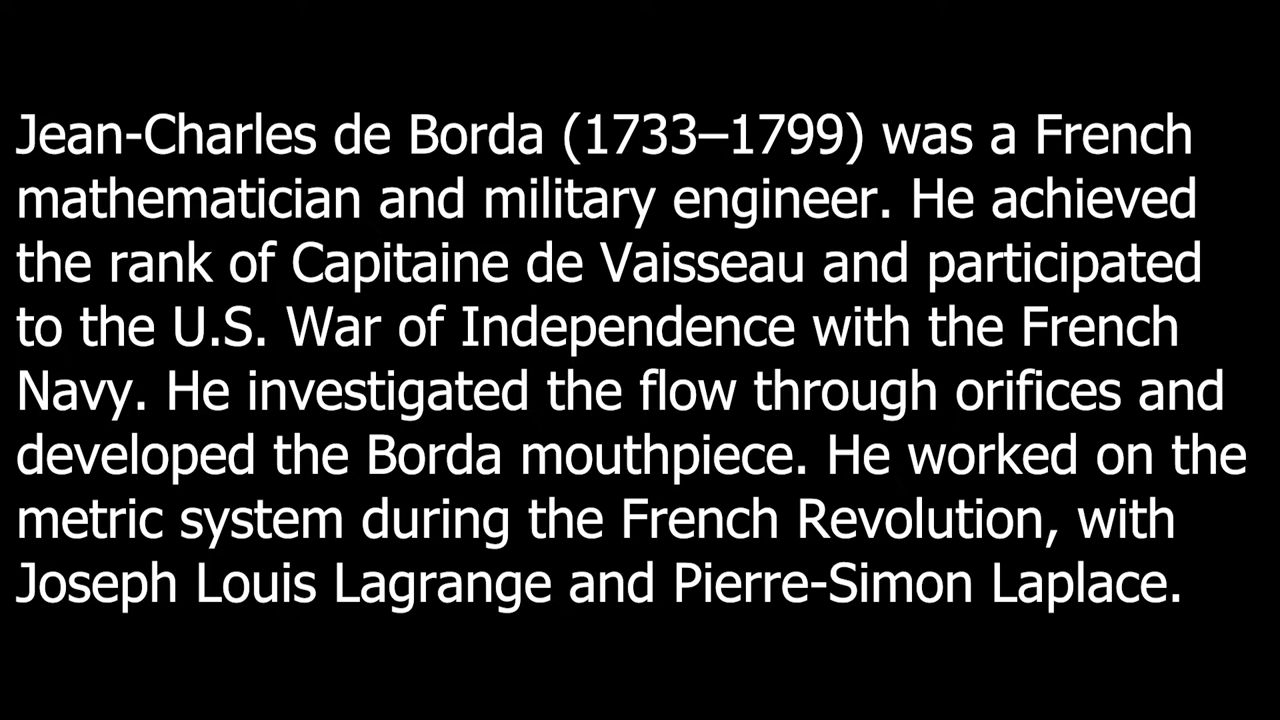 Jean-Charles de Borda (1733–1799) was a French
mathematician and military engineer. He achieved
the rank of Capitaine de Vaisseau and participated
to the U.S. War of Independence with the French
Navy. He investigated the flow through orifices and
developed the Borda mouthpiece. He worked on the
metric system during the French Revolution, with
Joseph Louis Lagrange and Pierre-Simon Laplace.